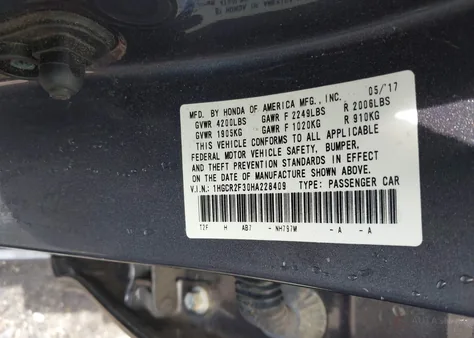 MFD. BY HONDA OF AMERICA MFG., INC. 05/'17
GVWR 4200LBS GAWR F 2249LBS R 2006LBS
GVWR 1905KG GAWR F 1020KG R 910KG
THIS VEHICLE CONFORMS TO ALL APPLICABLE
FEDERAL MOTOR VEHICLE SAFETY, BUMPER,
AND THEFT PREVENTION STANDARDS IN EFFECT
ON THE DATE OF MANUFACTURE SHOWN ABOVE.
V.I.N.: 1HGCR2F30HA228409 TYPE: PASSENGER CAR
T2F H AB7 - NH797M - A - A